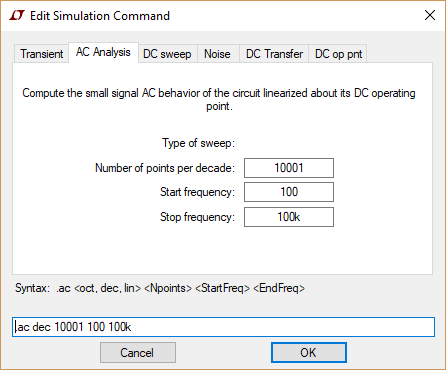 Edit Simulation Command
Transient AC Analysis DC sweep Noise DC Transfer DC op pnt
Compute the small signal AC behavior of the circuit linearized about its DC operating
point.
Type of sweep:
Number of points per decade: 10001
Start frequency: 100
Stop frequency: 100k
Syntax: .ac <oct, dec, lin> <Npoints> <StartFreq> <EndFreq>
.ac dec 10001 100 100k
Cancel OK